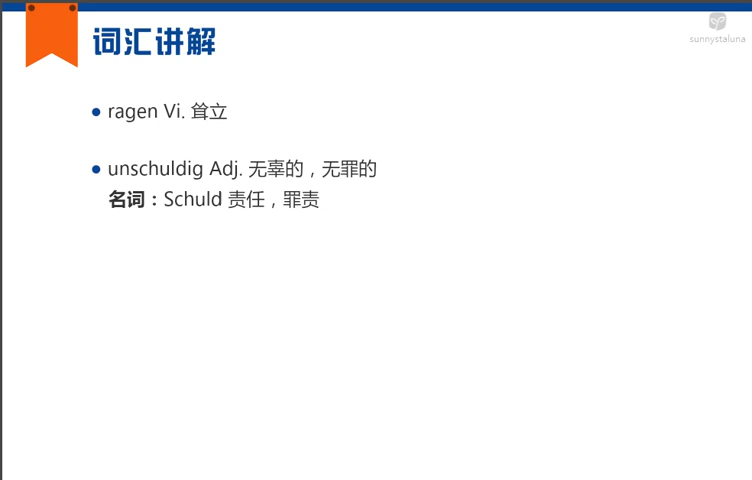 词汇讲解
sunnystaluna
ragen Vi. 耸立
unschuldig Adj. 无辜的，无罪的
名词：Schuld 责任，罪责